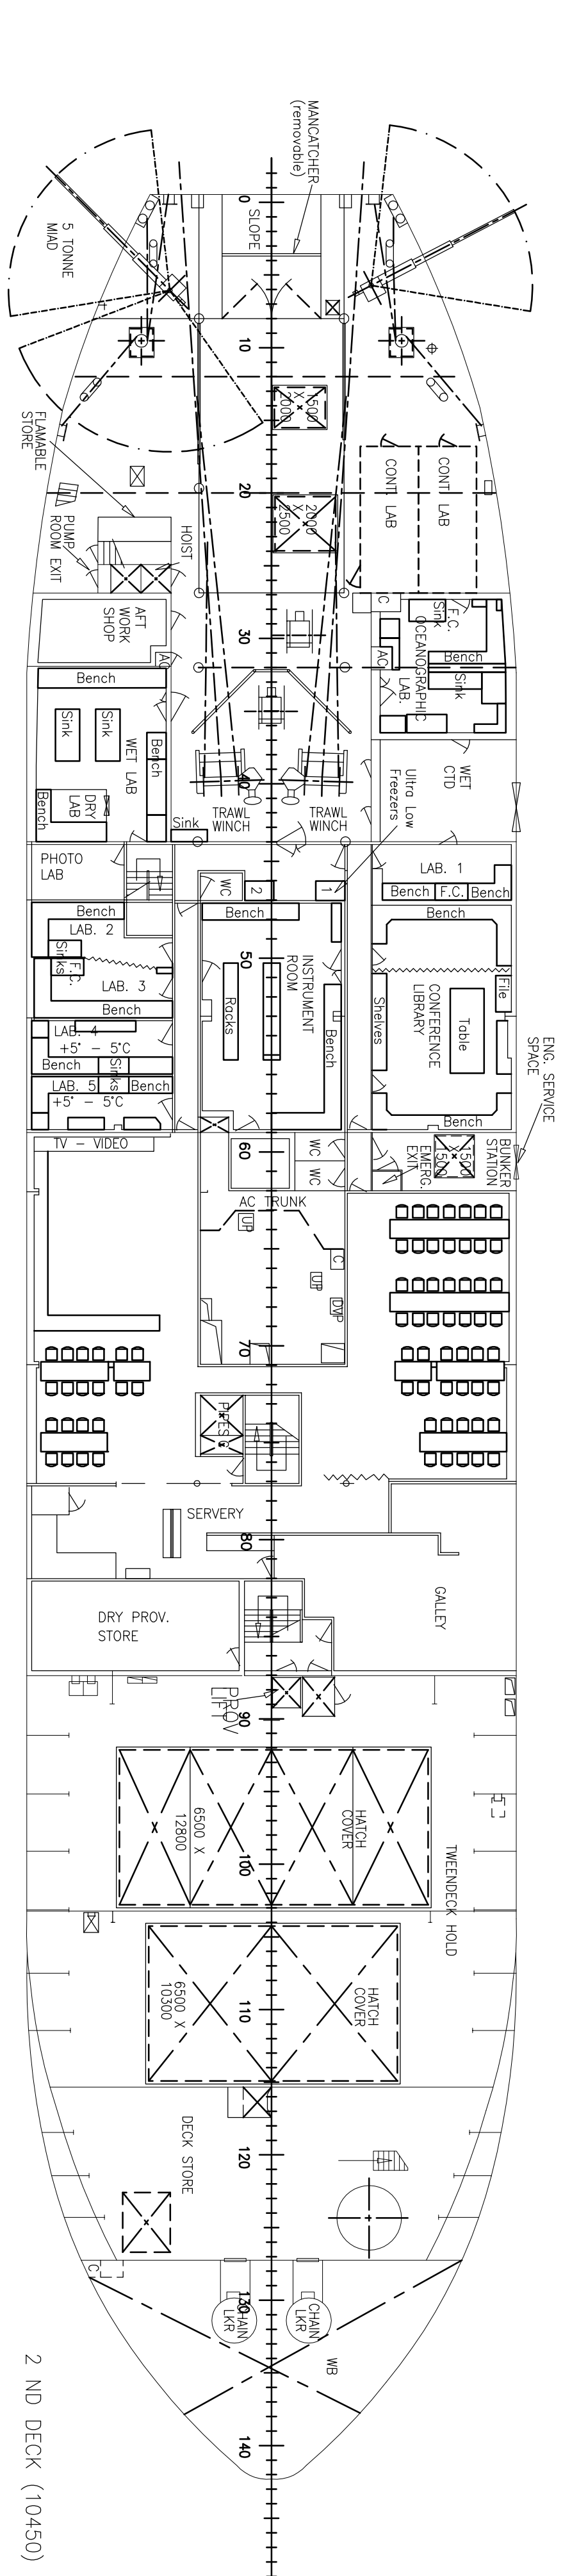 MANCATCHER
(removable)
0
SLOPE
5 TONNE
MIAD
10
1500
X
2000
FLAMABLE
STORE
CONT. LAB
CONT. LAB
20
2000
X
2500
PUMP
ROOM EXIT
HOIST
C
Sink
F.C.
30
AFT
WORK
SHOP
OCEANOGRAPHIC
LAB.
Bench
AC
AC
Sink
Bench
Sink
Sink
WET LAB
Bench
WET
CTD
Ultra Low
Freezers
40
DRY
LAB
Bench
Sink
TRAWL
WINCH
TRAWL
WINCH
PHOTO
LAB
WC
2
1
LAB. 1
Bench
F.C.
Bench
Bench
LAB. 2
Bench
Bench
50
INSTRUMENT
ROOM
Sinks
F.C.
LAB. 3
Bench
Racks
Bench
Shelves
CONFERENCE
LIBRARY
Table
File
LAB. 4
+5° - 5°C
Bench
Sinks
LAB. 5
Bench
+5° - 5°C
Bench
ENG. SERVICE
SPACE
TV - VIDEO
60
WC
WC
EMERG.
EXIT
1500
X
1500
BUNKER
STATION
AC TRUNK
UP
C
UP
DVP
70
PIPES
C
SERVERY
80
GALLEY
DRY PROV.
STORE
PROV
LIFT
90
6500 X
12800
HATCH
COVER
100
TWEENDECK HOLD
6500 X
10300
110
HATCH
COVER
DECK STORE
120
C
130
CHAIN
LKR
CHAIN
LKR
WB
140
2 ND DECK (10450)